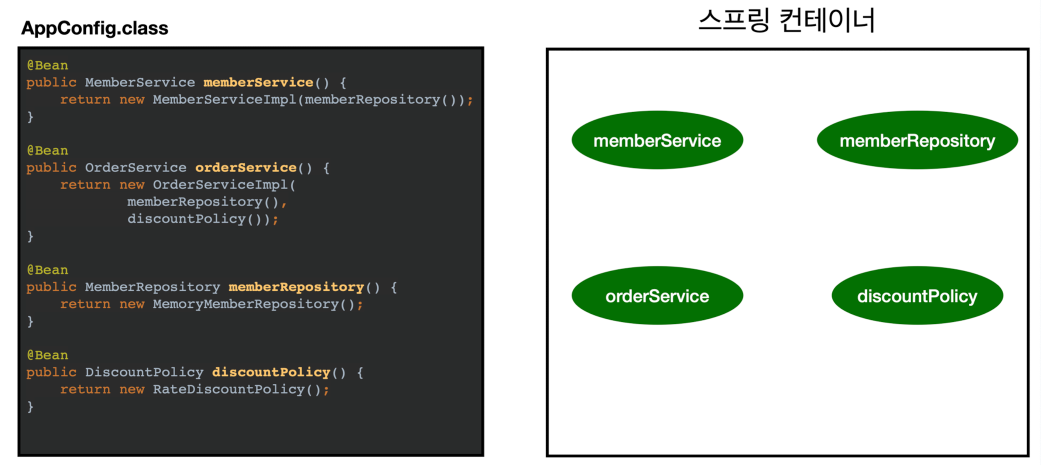 AppConfig.class
@Bean
public MemberService memberService() {
    return new MemberServiceImpl(memberRepository());
}
@Bean
public OrderService orderService() {
    return new OrderServiceImpl(
            memberRepository(),
            discountPolicy());
}
@Bean
public MemberRepository memberRepository() {
    return new MemoryMemberRepository();
}
@Bean
public DiscountPolicy discountPolicy() {
    return new RateDiscountPolicy();
}
스프링 컨테이너
memberService
memberRepository
orderService
discountPolicy